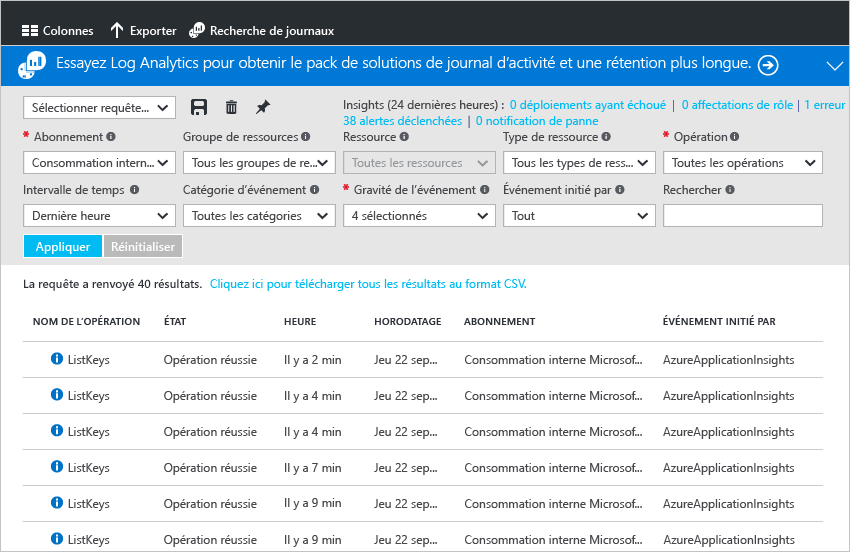 Colonnes Exporter Recherche de journaux
Essayez Log Analytics pour obtenir le pack de solutions de journal d'activité et une rétention plus longue.
Sélectionner requête... Insights (24 dernières heures) : 0 déploiements ayant échoué | 0 affectations de rôle | 1 erreur
38 alertes déclenchées | 0 notification de panne
* Abonnement Groupe de ressources Ressource Type de ressource * Opération
Consommation intern... Tous les groupes de re... Toutes les ressources Tous les types de ress... Toutes les opérations
Intervalle de temps Catégorie d'événement * Gravité de l'événement Événement initié par Rechercher
Dernière heure Toutes les catégories 4 sélectionnés Tout
Appliquer Réinitialiser
La requête a renvoyé 40 résultats. Cliquez ici pour télécharger tous les résultats au format CSV.
NOM DE L'OPÉRATION ÉTAT HEURE HORODATAGE ABONNEMENT ÉVÉNEMENT INITIÉ PAR
ListKeys Opération réussie Il y a 2 min Jeu 22 sep... Consommation interne Microsof... AzureApplicationInsights
ListKeys Opération réussie Il y a 4 min Jeu 22 sep... Consommation interne Microsof... AzureApplicationInsights
ListKeys Opération réussie Il y a 4 min Jeu 22 sep... Consommation interne Microsof... AzureApplicationInsights
ListKeys Opération réussie Il y a 7 min Jeu 22 sep... Consommation interne Microsof... AzureApplicationInsights
ListKeys Opération réussie Il y a 9 min Jeu 22 sep... Consommation interne Microsof... AzureApplicationInsights
ListKeys Opération réussie Il y a 9 min Jeu 22 sep... Consommation interne Microsof... AzureApplicationInsights